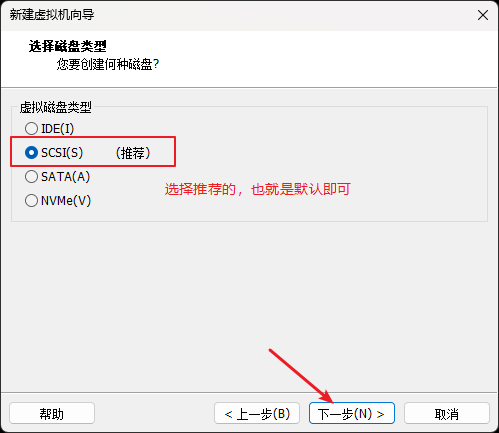 新建虚拟机向导
选择磁盘类型
您要创建何种磁盘?
虚拟磁盘类型
IDE(I)
SCSI(S) （推荐）
SATA(A)
选择推荐的，也就是默认即可
NVMe(V)
帮助 < 上一步(B) 下一步(N) > 取消